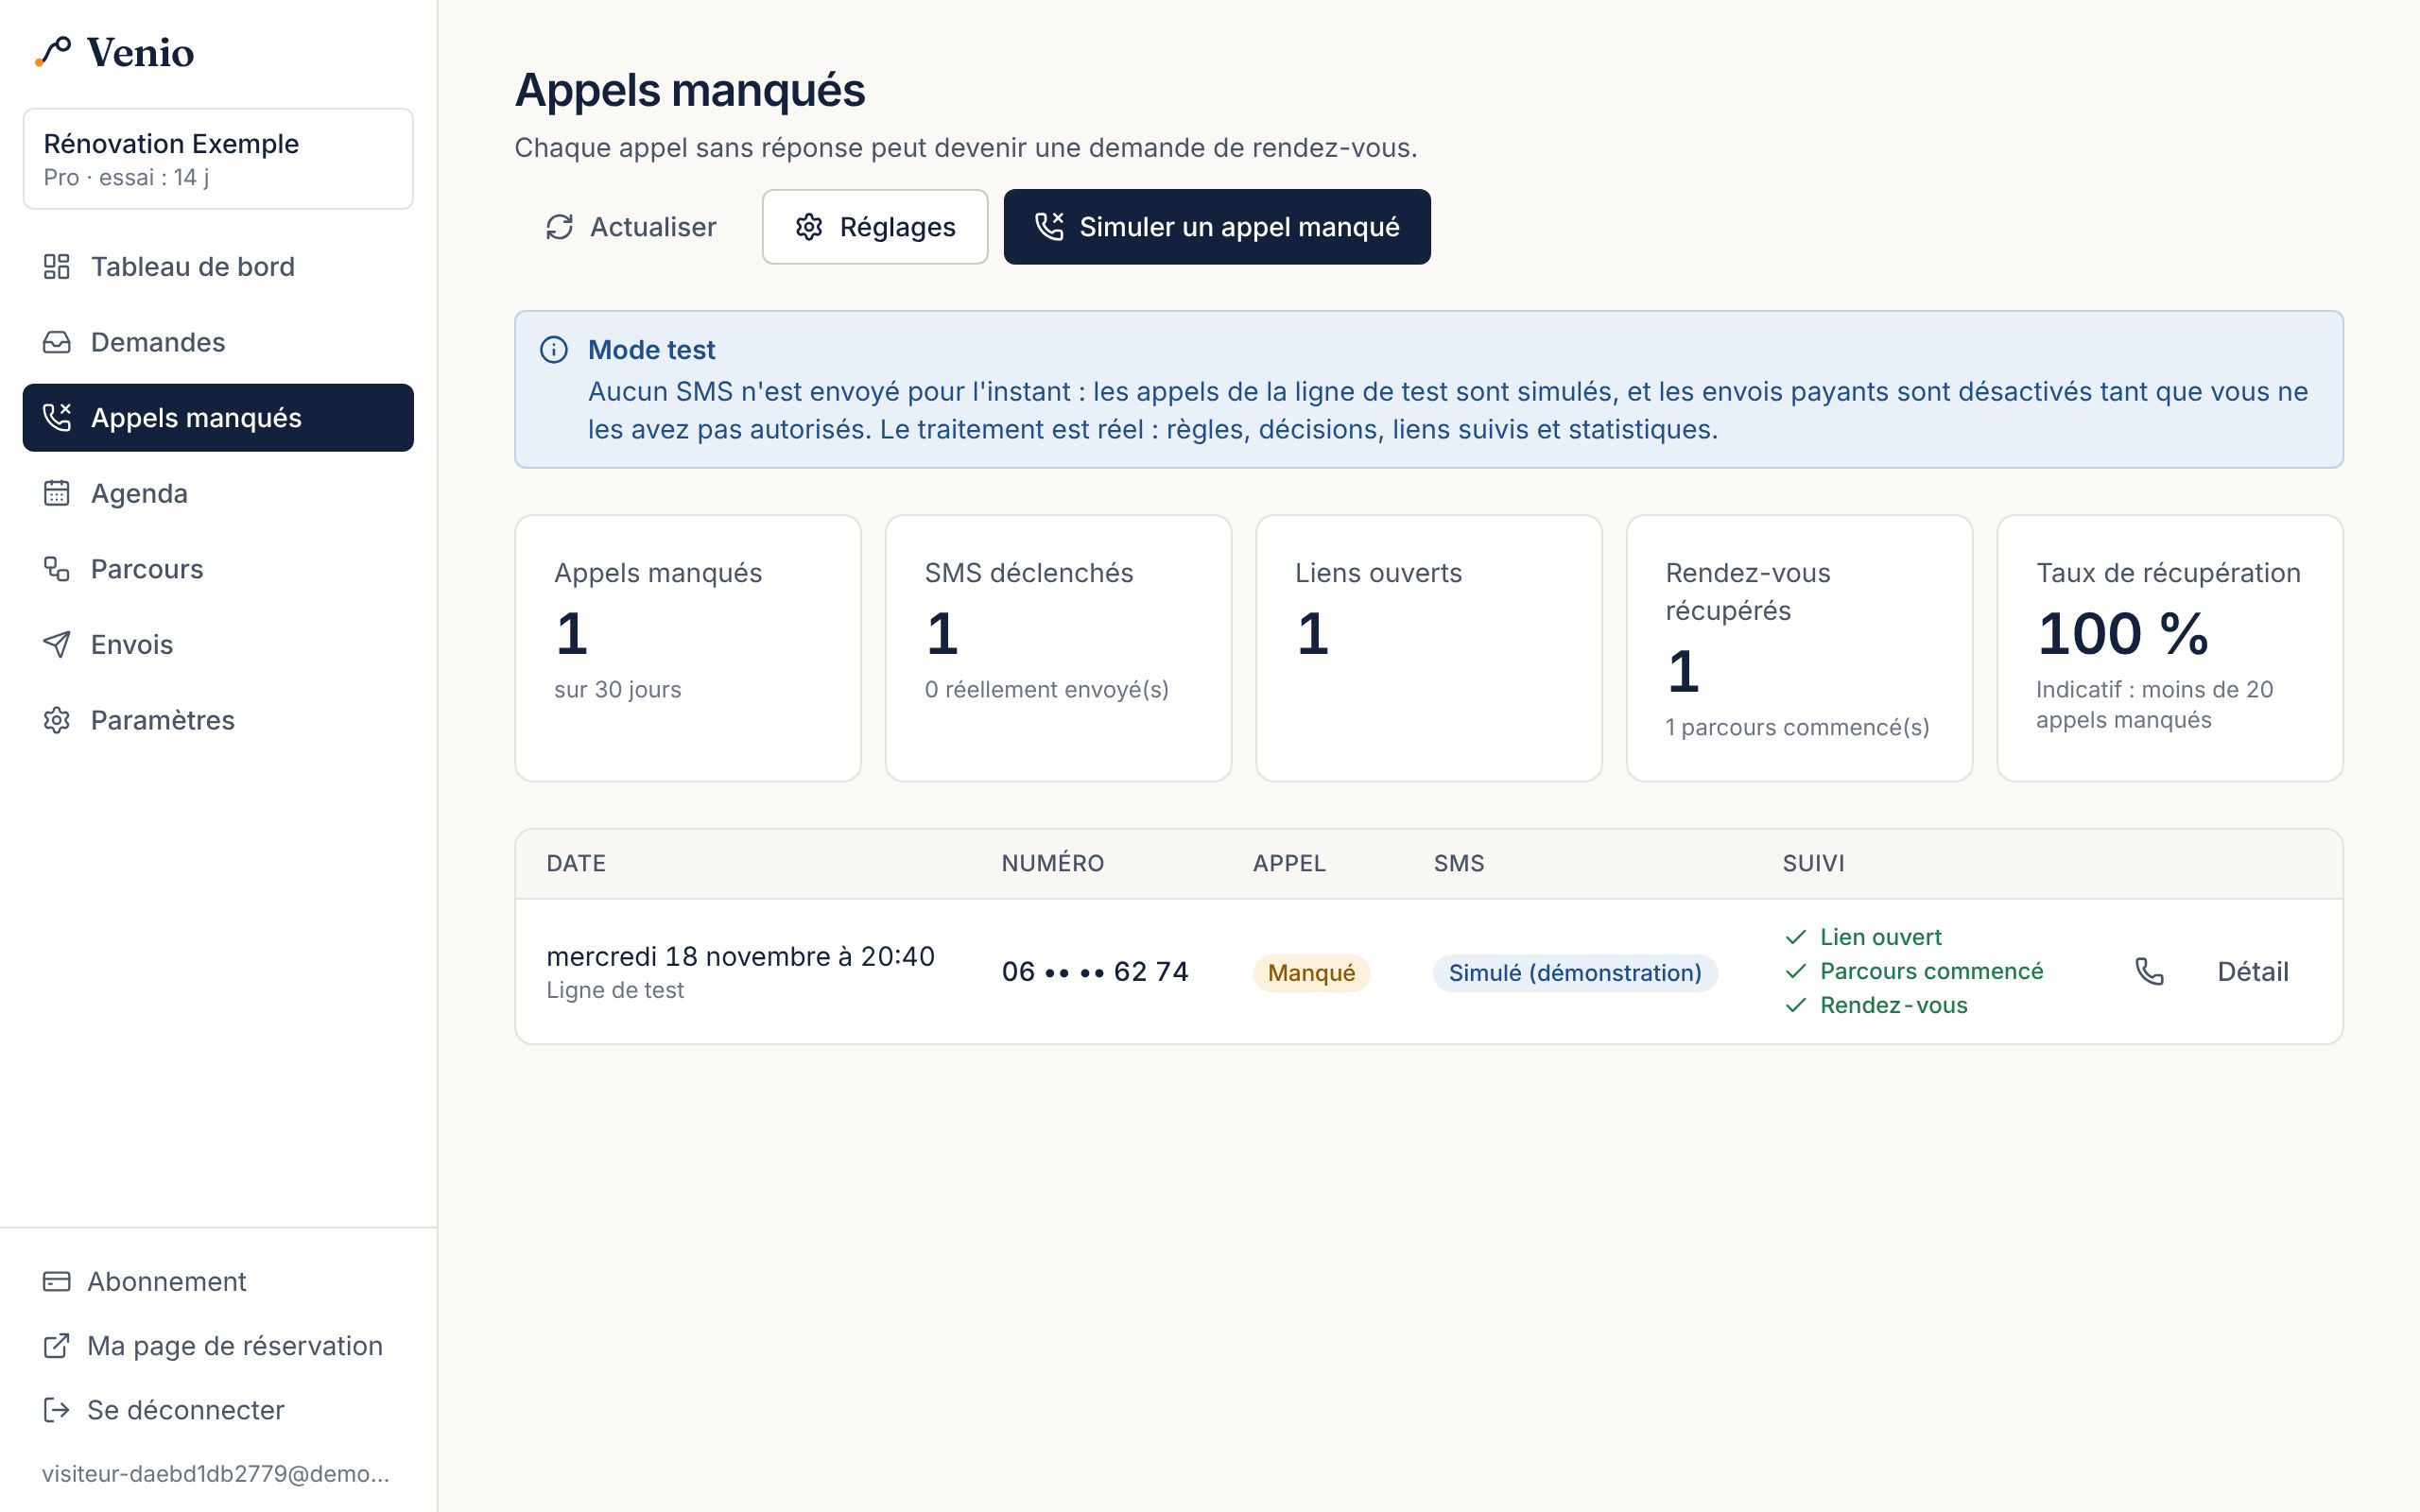 Venio
Rénovation Exemple
Pro · essai : 14 j
Tableau de bord
Demandes
Appels manqués
Agenda
Parcours
Envois
Paramètres
Abonnement
Ma page de réservation
Se déconnecter
visiteur-daebd1db2779@demo...
Appels manqués
Chaque appel sans réponse peut devenir une demande de rendez-vous.
Actualiser
Réglages
Simuler un appel manqué
Mode test
Aucun SMS n'est envoyé pour l'instant : les appels de la ligne de test sont simulés, et les envois payants sont désactivés tant que vous ne
les avez pas autorisés. Le traitement est réel : règles, décisions, liens suivis et statistiques.
Appels manqués
1
sur 30 jours
SMS déclenchés
1
0 réellement envoyé(s)
Liens ouverts
1
Rendez-vous
récupérés
1
1 parcours commencé(s)
Taux de récupération
100 %
Indicatif : moins de 20
appels manqués
DATE NUMÉRO APPEL SMS SUIVI
mercredi 18 novembre à 20:40
Ligne de test
06 •• •• 62 74
Manqué
Simulé (démonstration)
Lien ouvert
Parcours commencé
Rendez-vous
Détail